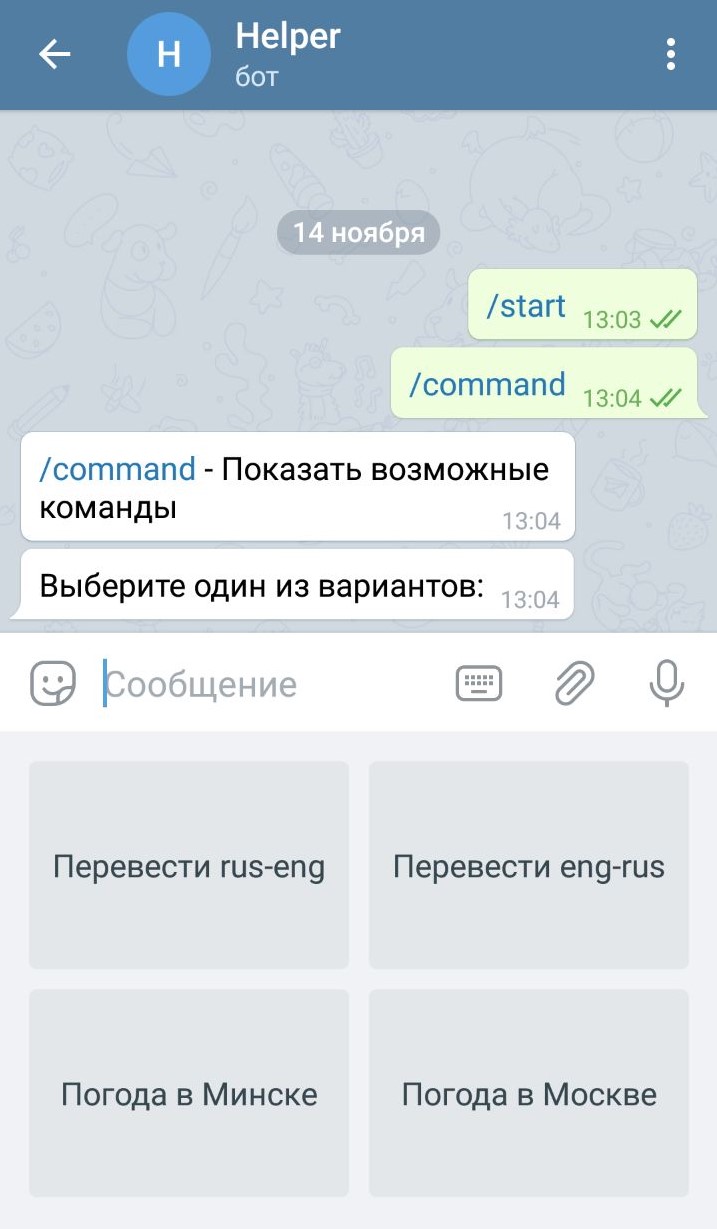 H
Helper
бот
14 ноября
/start 13:03
/command 13:04
/command - Показать возможные
команды
13:04
Выберите один из вариантов: 13:04
Сообщение
Перевести rus-eng
Перевести eng-rus
Погода в Минске
Погода в Москве